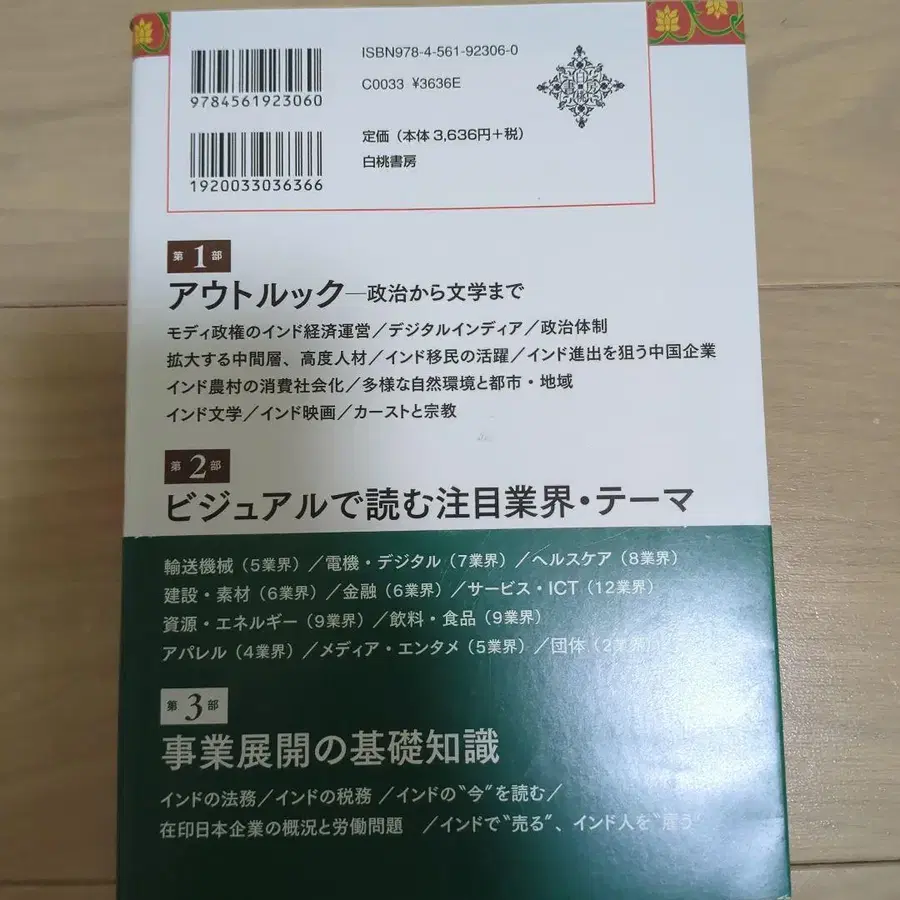 ISBN978-4-561-92306-0
C0033 ¥3636E
9784561923060
定価（本体3,636円+税）
白桃書房
1920033036366
白桃書房
第1部
アウトルック—政治から文学まで
モディ政権のインド経済運営／デジタルインディア／政治体制
拡大する中間層、高度人材／インド移民の活躍／インド進出を狙う中国企業
インド農村の消費社会化／多様な自然環境と都市・地域
インド文学／インド映画／カーストと宗教
第2部
ビジュアルで読む注目業界・テーマ
輸送機械（5業界）／電機・デジタル（7業界）／ヘルスケア（8業界）
建設・素材（6業界）／金融（6業界）／サービス・ICT（12業界）
資源・エネルギー（9業界）／飲料・食品（9業界）
アパレル（4業界）／メディア・エンタメ（5業界）／団体（2業界）
第3部
事業展開の基礎知識
インドの法務／インドの税務／インドの“今”を読む／
在印日本企業の概況と労働問題 ／インドで“売る”、インド人を“雇う”